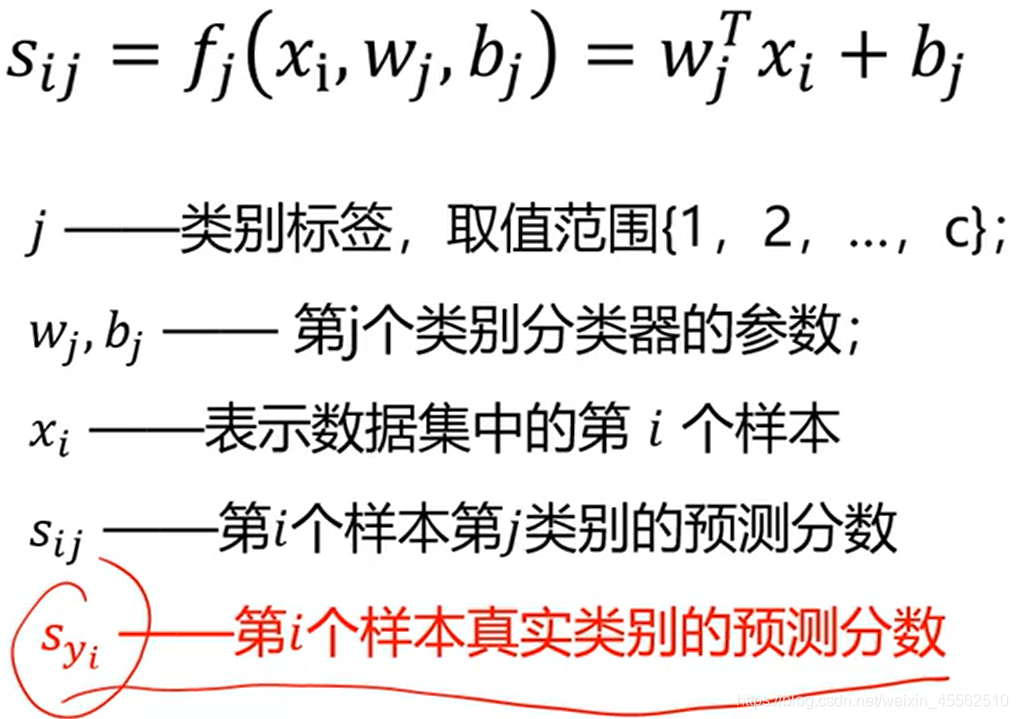 s_{ij} = f_j(x_i, w_j, b_j) = w_j^T x_i + b_j
j ——类别标签，取值范围{1，2，…，c}；
w_j, b_j —— 第j个类别分类器的参数；
x_i ——表示数据集中的第 i 个样本
s_{ij} ——第i个样本第j类别的预测分数
s_{y_i} ——第i个样本真实类别的预测分数
https://blog.csdn.net/weixin_45562510